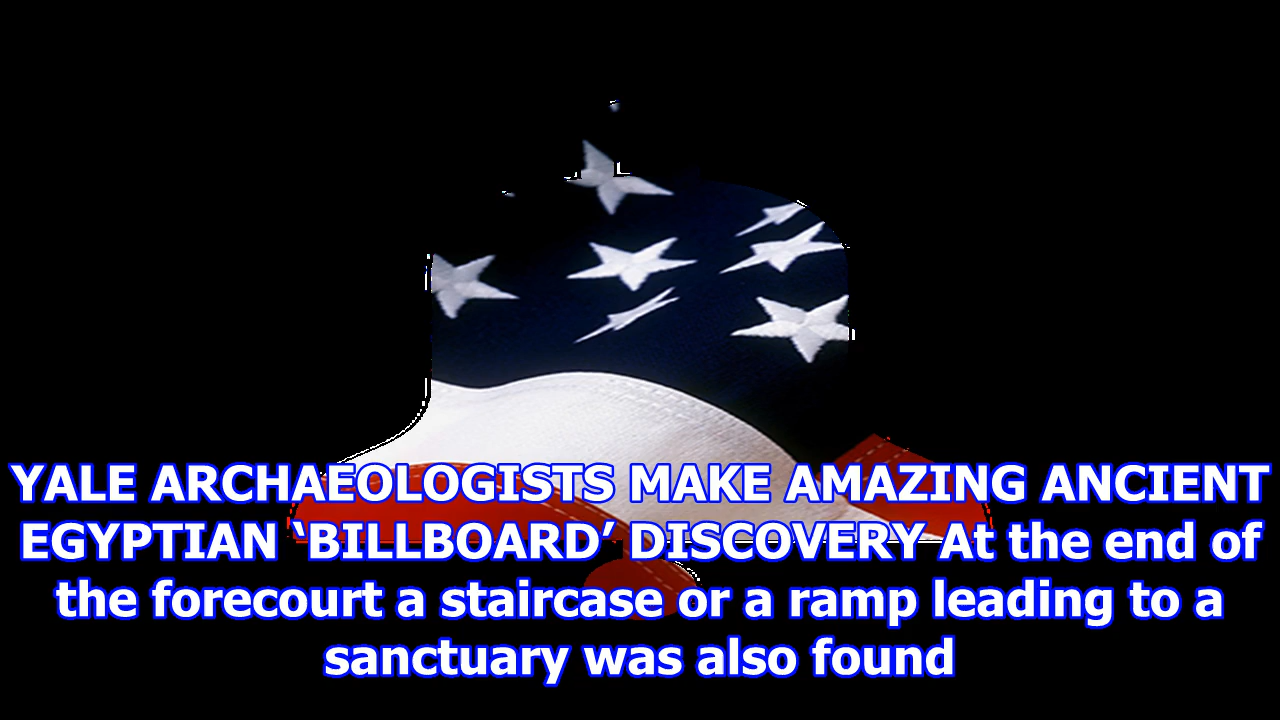 YALE ARCHAEOLOGISTS MAKE AMAZING ANCIENT
EGYPTIAN ‘BILLBOARD’ DISCOVERY At the end of
the forecourt a staircase or a ramp leading to a
sanctuary was also found